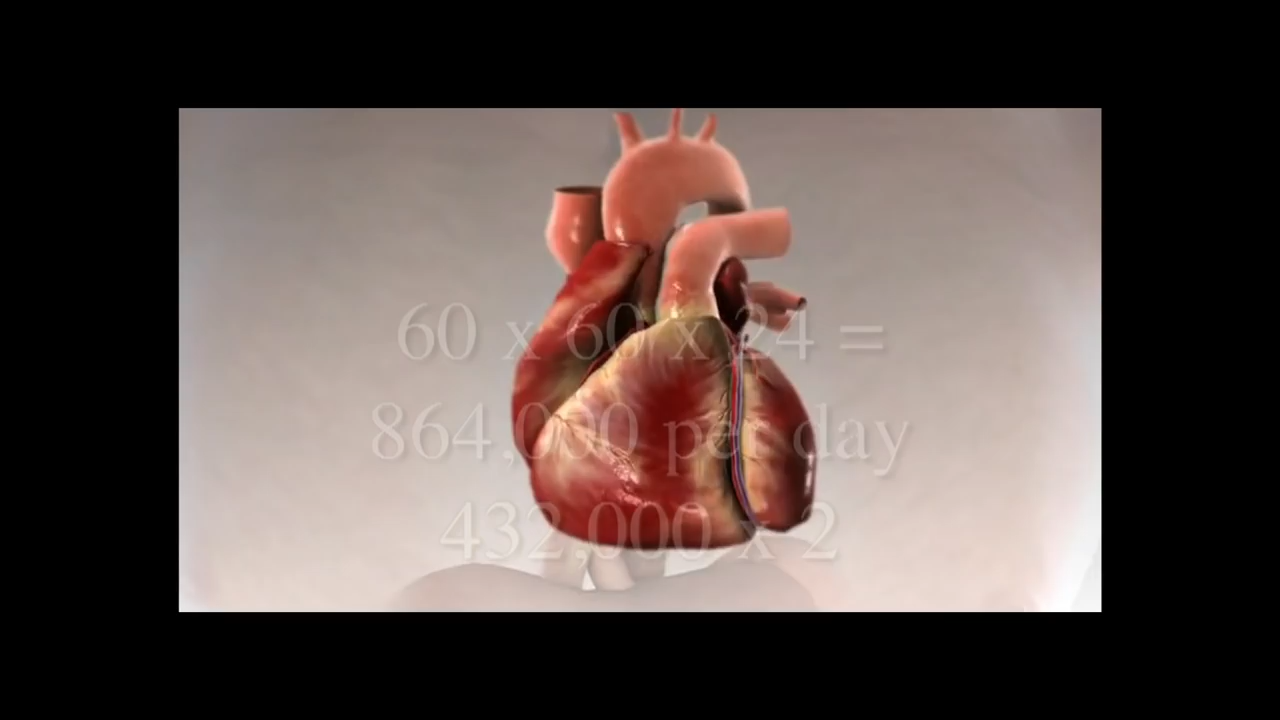 60 x 60 x 24 =
864,000 per day
432,000 x 2